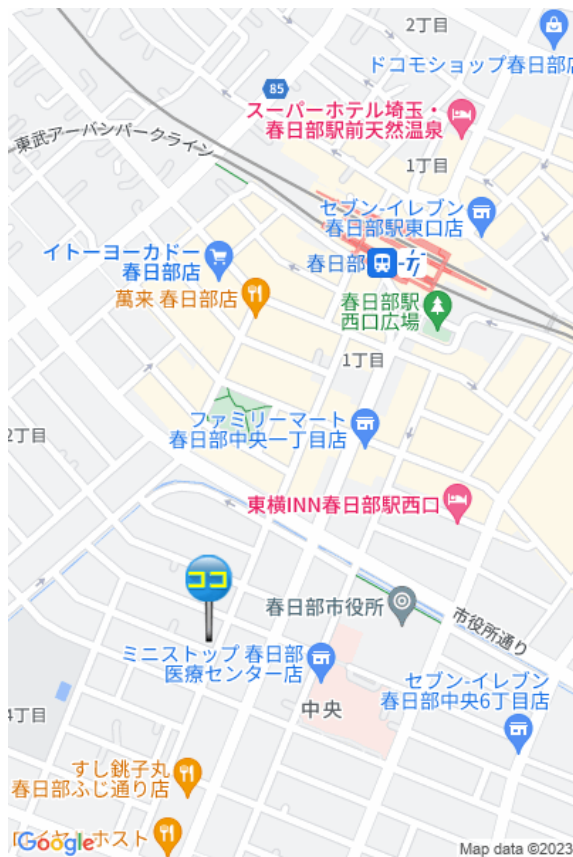 2丁目
ドコモショップ春日部店
85
スーパーホテル埼玉・
春日部駅前天然温泉
東武アーバンパークライン
1丁目
セブン-イレブン
春日部駅東口店
イトーヨーカドー
春日部店
春日部
萬来 春日部店
春日部駅
西口広場
1丁目
ファミリーマート
春日部中央一丁目店
2丁目
東横INN春日部駅西口
ココ
春日部市役所
市役所通り
ミニストップ 春日部
医療センター店
セブン-イレブン
春日部中央6丁目店
中央
4丁目
すし銚子丸
春日部ふじ通り店
ロイヤルホスト
Google
Map data ©2023